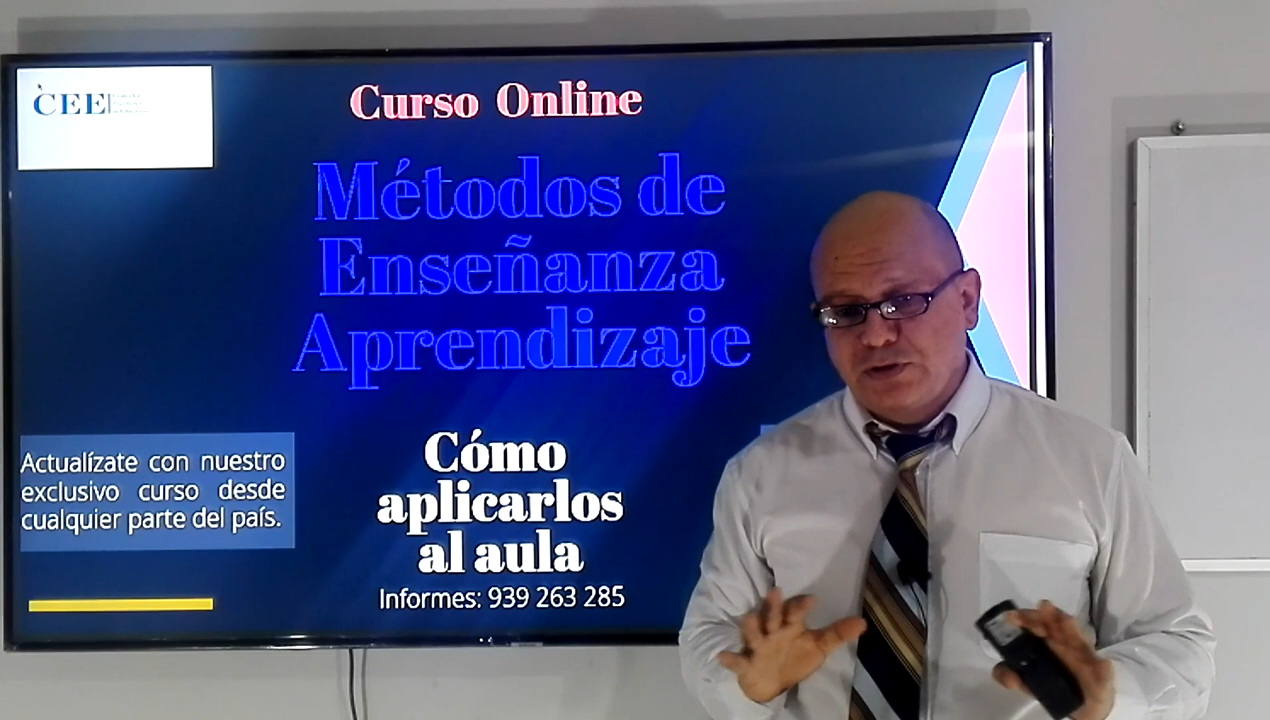 CEE
Curso Online
Métodos de
Enseñanza
Aprendizaje
Actualízate con nuestro
exclusivo curso desde
cualquier parte del país.
Cómo
aplicarlos
al aula
Informes: 939 263 285